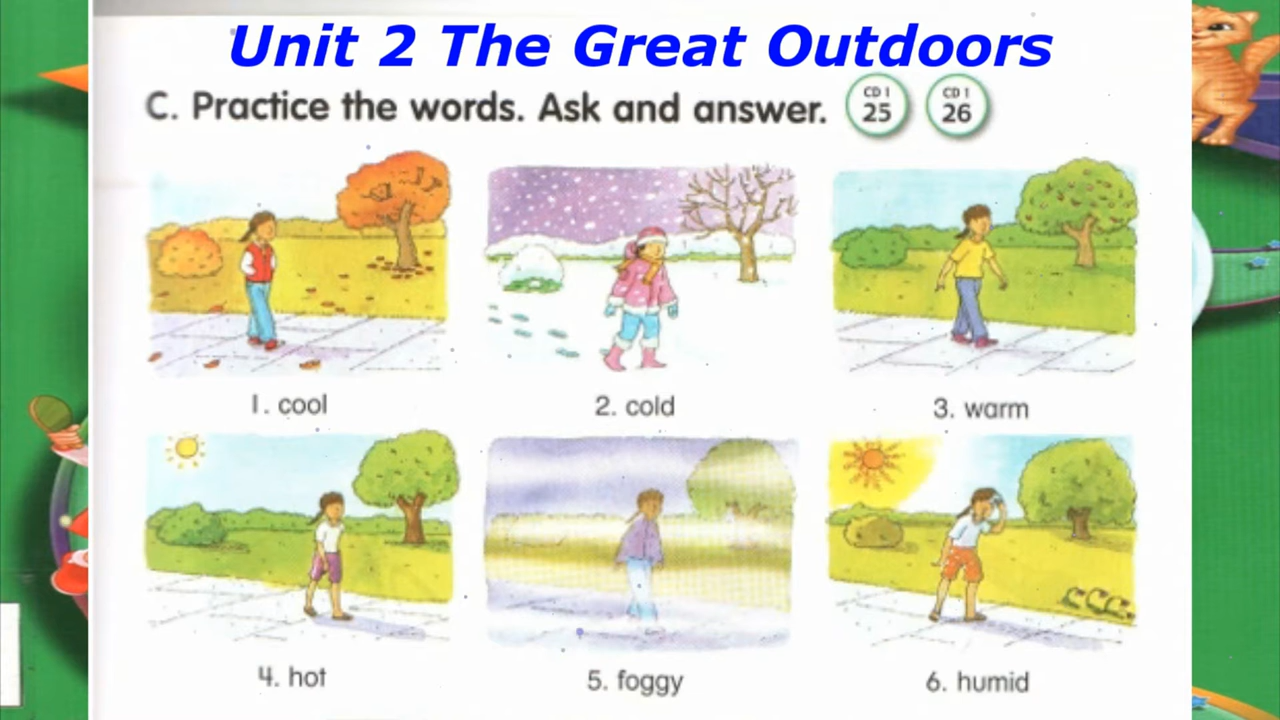 Unit 2 The Great Outdoors
C. Practice the words. Ask and answer. CD 1 25 CD 1 26
1. cool 2. cold 3. warm
4. hot 5. foggy 6. humid